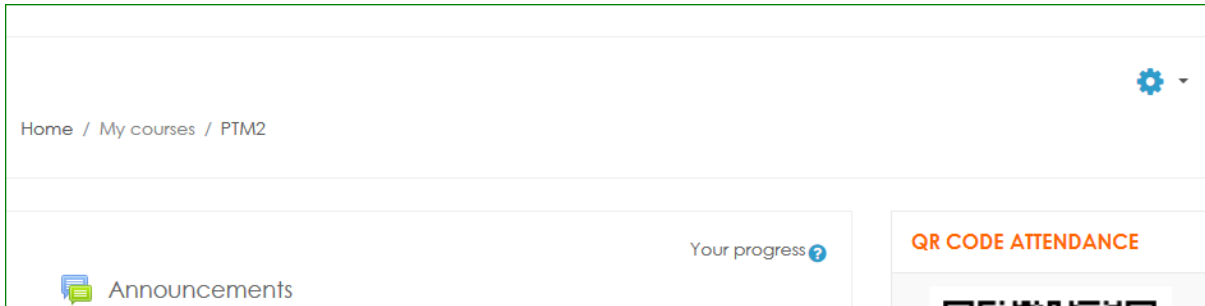 Home / My courses / PTM2
Your progress
QR CODE ATTENDANCE
Announcements